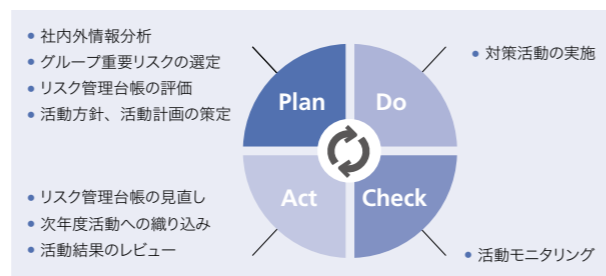 • 社内外情報分析
• グループ重要リスクの選定
• リスク管理台帳の評価
• 活動方針、活動計画の策定
Plan
Do
• 対策活動の実施
• リスク管理台帳の見直し
• 次年度活動への織り込み
• 活動結果のレビュー
Act
Check
• 活動モニタリング